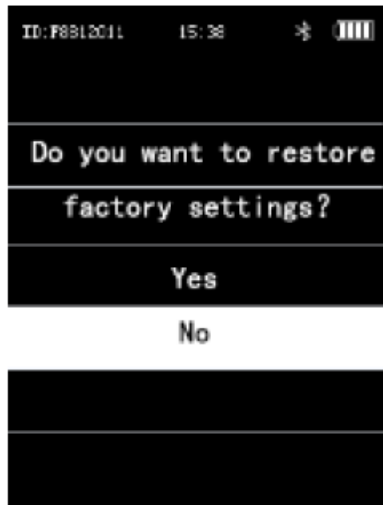 ID:F8812011 15:38
Do you want to restore
factory settings?
Yes
No